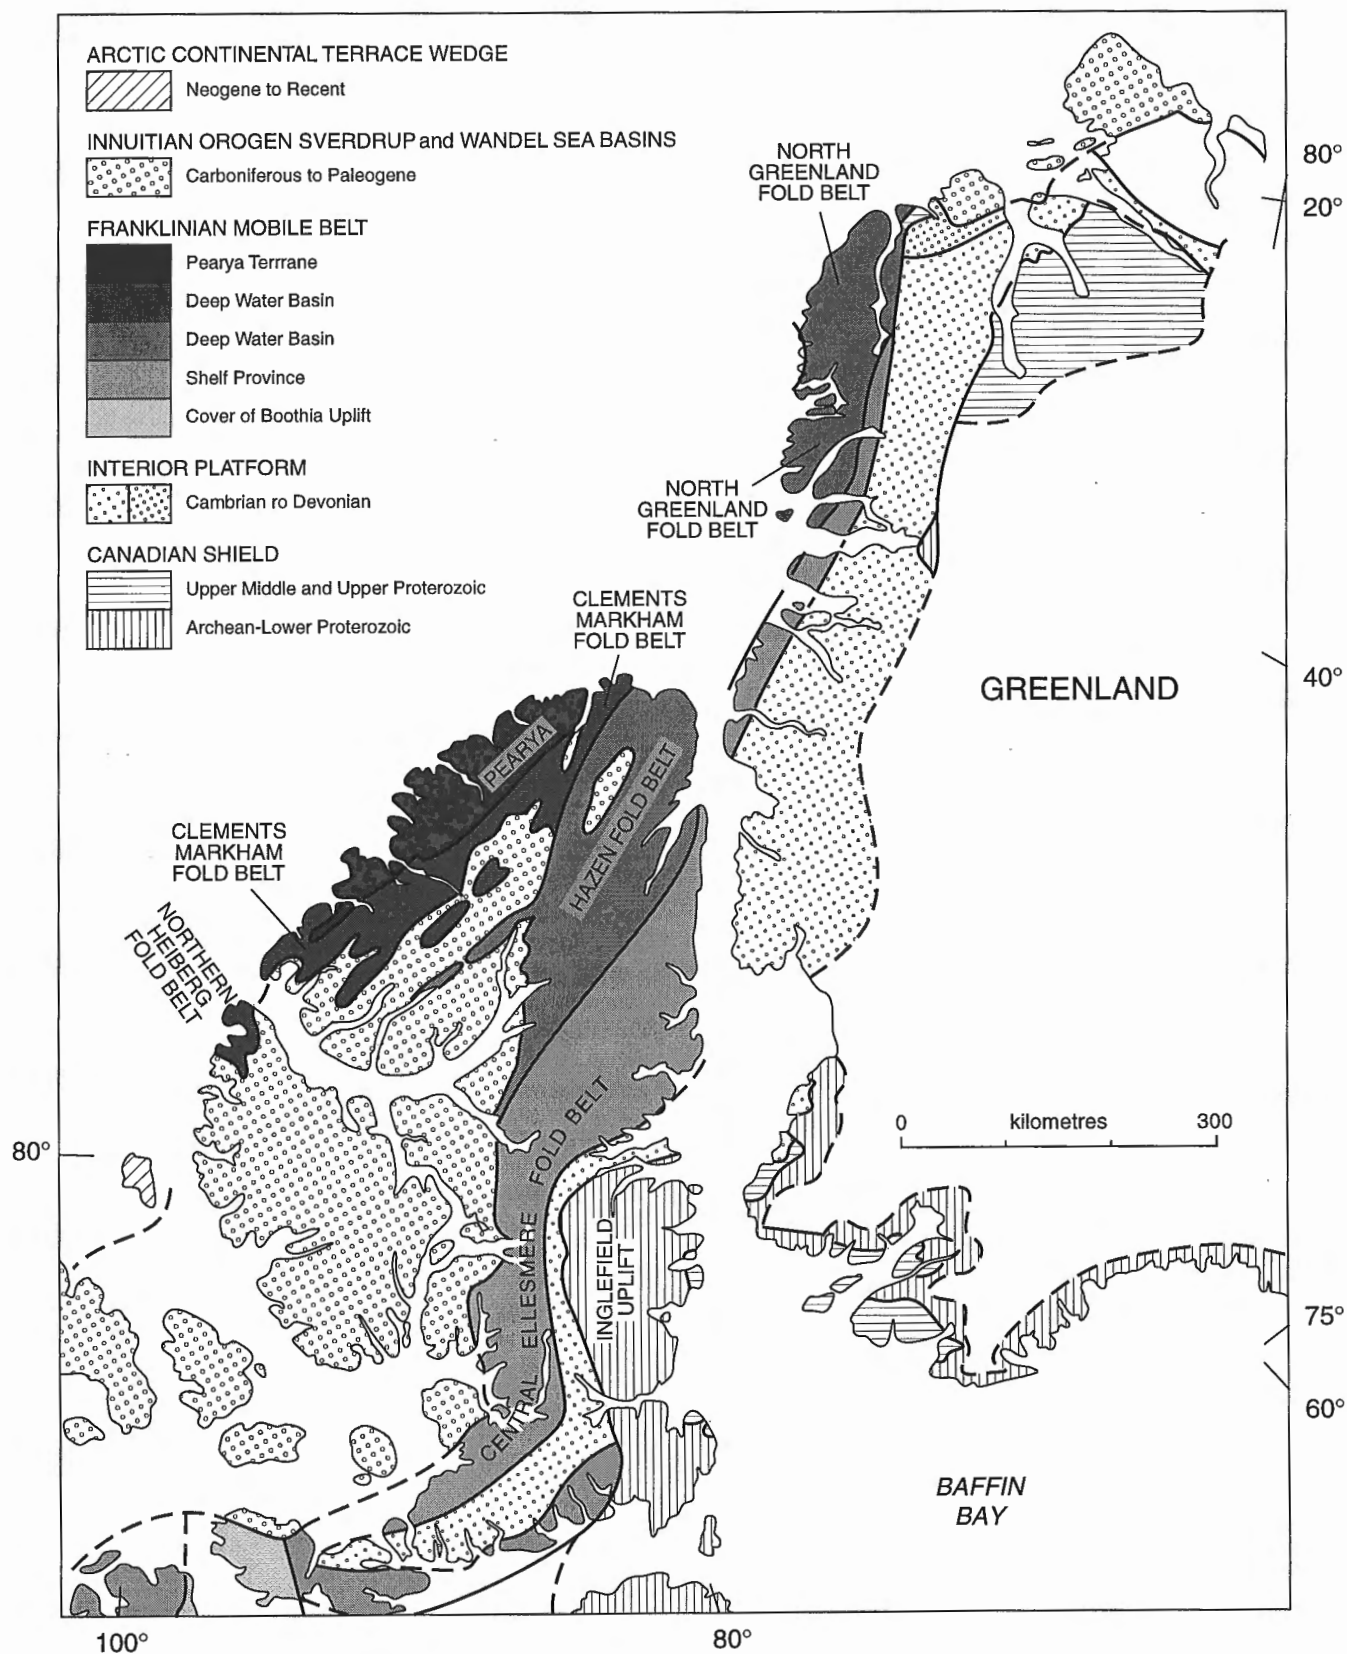 ARCTIC CONTINENTAL TERRACE WEDGE
Neogene to Recent
INNUITIAN OROGEN SVERDRUP and WANDEL SEA BASINS
Carboniferous to Paleogene
FRANKLINIAN MOBILE BELT
Pearya Terrrane
Deep Water Basin
Deep Water Basin
Shelf Province
Cover of Boothia Uplift
INTERIOR PLATFORM
Cambrian ro Devonian
CANADIAN SHIELD
Upper Middle and Upper Proterozoic
Archean-Lower Proterozoic
NORTH
GREENLAND
FOLD BELT
80°
20°
NORTH
GREENLAND
FOLD BELT
CLEMENTS
MARKHAM
FOLD BELT
GREENLAND
40°
PEARYA
HAZEN FOLD BELT
CLEMENTS
MARKHAM
FOLD BELT
NORTHERN
HEIBERG
FOLD BELT
CENTRAL ELLESMERE FOLD BELT
0 kilometres 300
80°
INGLEFIELD
UPLIFT
75°
60°
BAFFIN
BAY
100°
80°